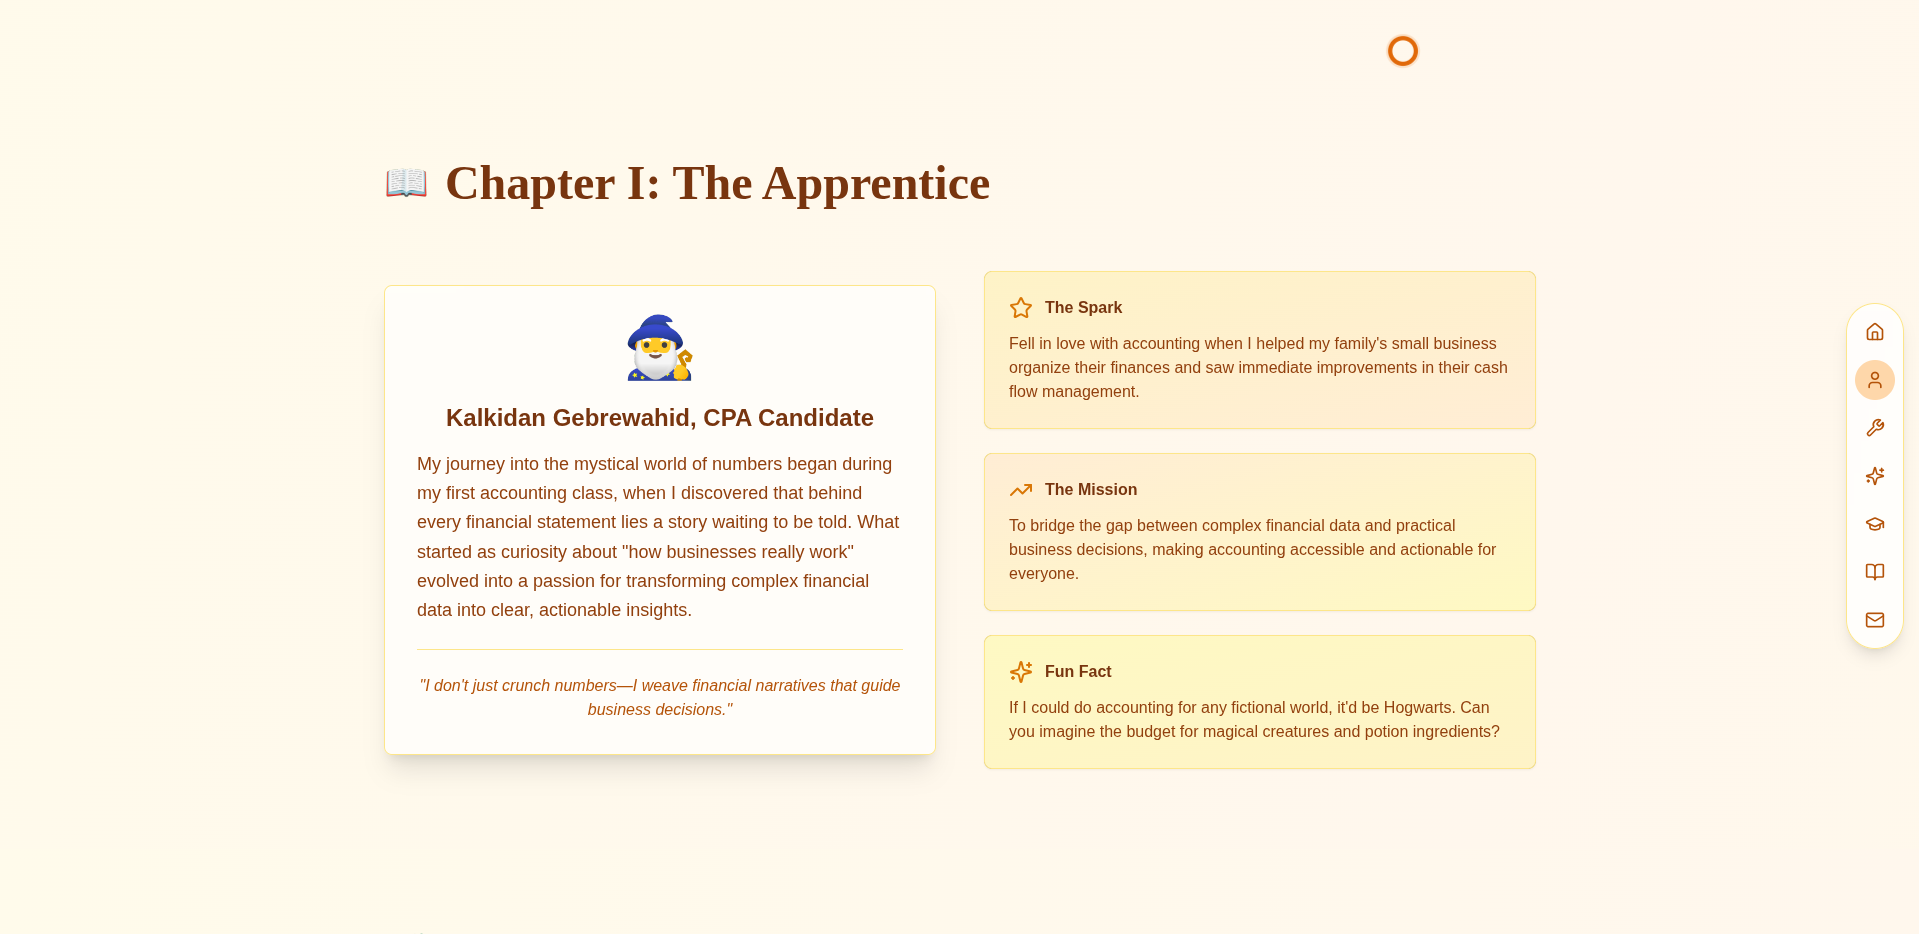 Chapter I: The Apprentice
Kalkidan Gebrewahid, CPA Candidate
My journey into the mystical world of numbers began during
my first accounting class, when I discovered that behind
every financial statement lies a story waiting to be told. What
started as curiosity about "how businesses really work"
evolved into a passion for transforming complex financial
data into clear, actionable insights.
"I don't just crunch numbers—I weave financial narratives that guide
business decisions."
The Spark
Fell in love with accounting when I helped my family's small business
organize their finances and saw immediate improvements in their cash
flow management.
The Mission
To bridge the gap between complex financial data and practical
business decisions, making accounting accessible and actionable for
everyone.
Fun Fact
If I could do accounting for any fictional world, it'd be Hogwarts. Can
you imagine the budget for magical creatures and potion ingredients?